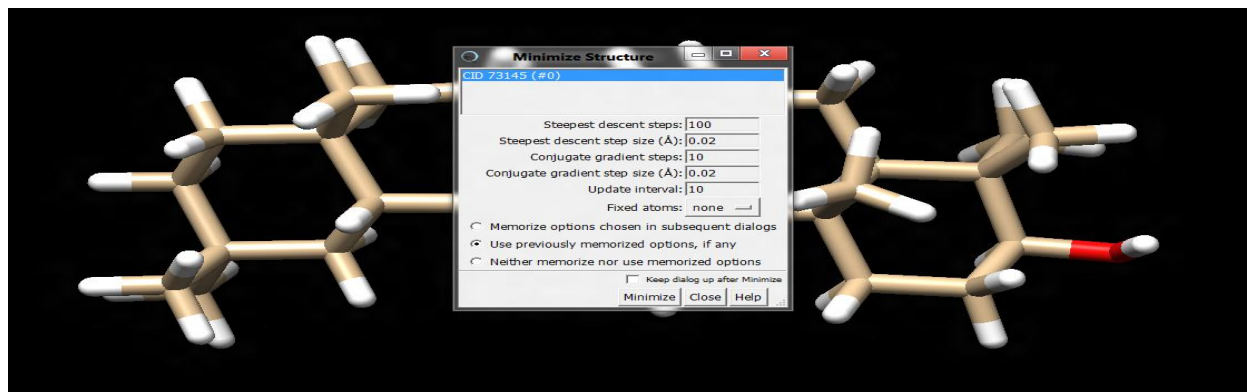 Minimize Structure
CID 73145 (#0)
Steepest descent steps: 100
Steepest descent step size (Å): 0.02
Conjugate gradient steps: 10
Conjugate gradient step size (Å): 0.02
Update interval: 10
Fixed atoms: none
Memorize options chosen in subsequent dialogs
Use previously memorized options, if any
Neither memorize nor use memorized options
Keep dialog up after Minimize
Minimize Close Help